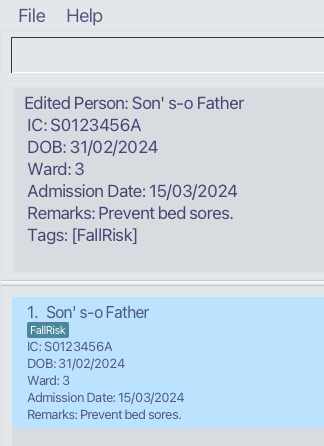 File Help
Edited Person: Son' s-o Father
IC: S0123456A
DOB: 31/02/2024
Ward: 3
Admission Date: 15/03/2024
Remarks: Prevent bed sores.
Tags: [FallRisk]
1. Son' s-o Father
FallRisk
IC: S0123456A
DOB: 31/02/2024
Ward: 3
Admission Date: 15/03/2024
Remarks: Prevent bed sores.